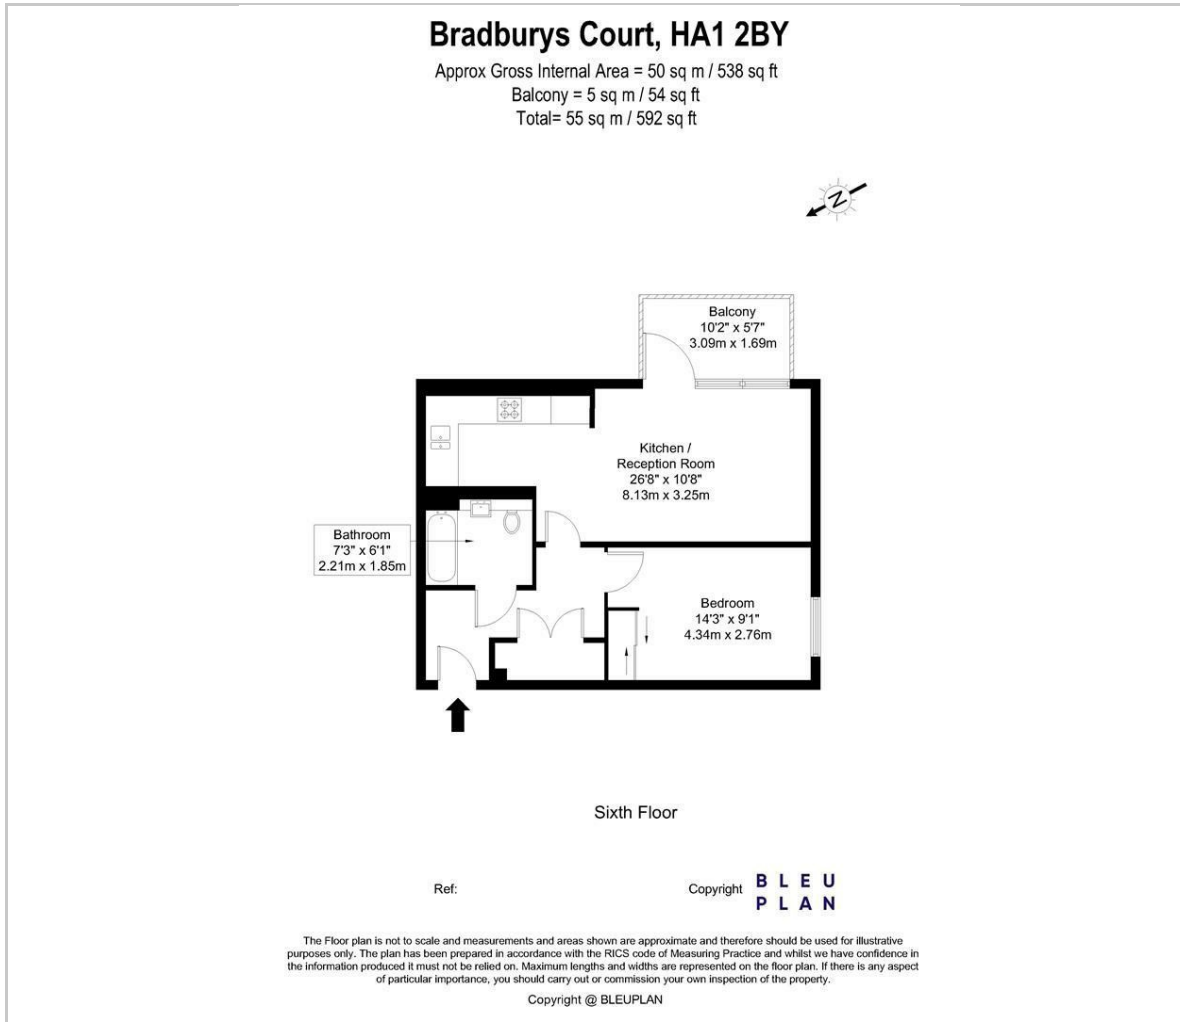 Bradburys Court, HA1 2BY
Approx Gross Internal Area = 50 sq m / 538 sq ft
Balcony = 5 sq m / 54 sq ft
Total= 55 sq m / 592 sq ft
N
Balcony
10'2" x 5'7"
3.09m x 1.69m
Kitchen /
Reception Room
26'8" x 10'8"
8.13m x 3.25m
Bathroom
7'3" x 6'1"
2.21m x 1.85m
Bedroom
14'3" x 9'1"
4.34m x 2.76m
Sixth Floor
Ref:
Copyright
BLEU
PLAN
The Floor plan is not to scale and measurements and areas shown are approximate and therefore should be used for illustrative
purposes only. The plan has been prepared in accordance with the RICS code of Measuring Practice and whilst we have confidence in
the information produced it must not be relied on. Maximum lengths and widths are represented on the floor plan. If there is any aspect
of particular importance, you should carry out or commission your own inspection of the property.
Copyright @ BLEUPLAN